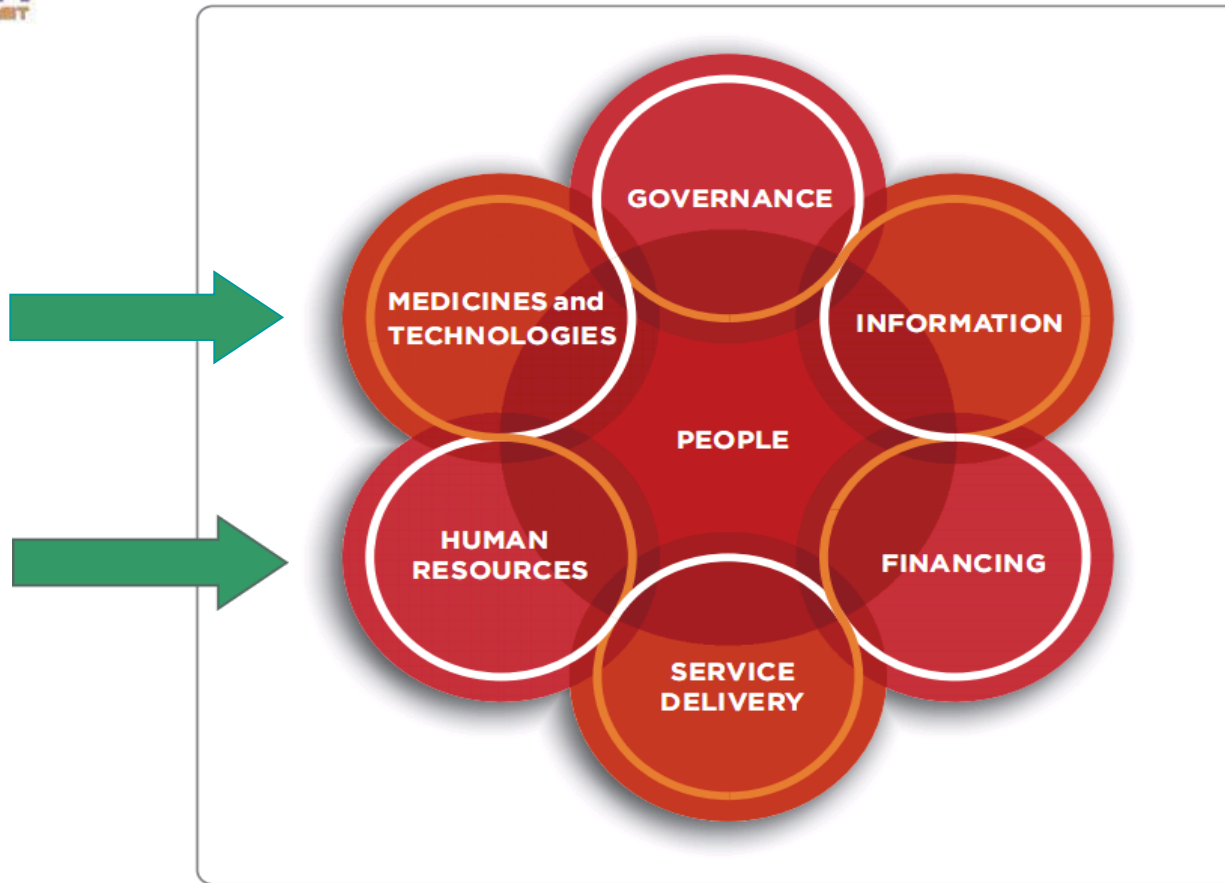 GOVERNANCE
MEDICINES and
TECHNOLOGIES
INFORMATION
PEOPLE
HUMAN
RESOURCES
FINANCING
SERVICE
DELIVERY